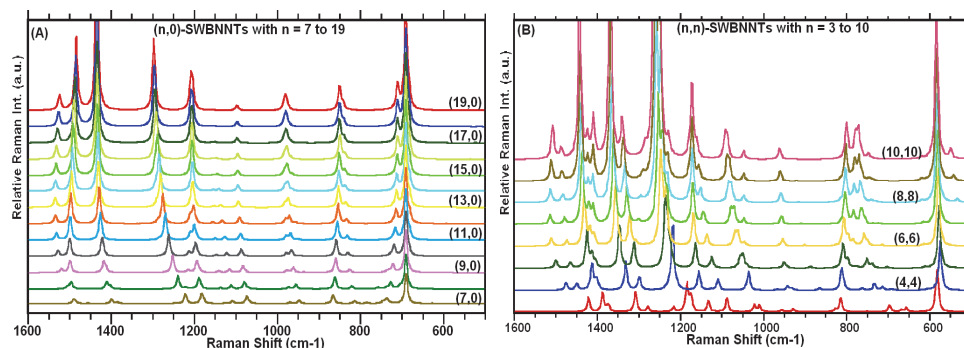 (A) (n,0)-SWBNNTs with n = 7 to 19
Relative Raman Int. (a.u.)
(19,0)
(17,0)
(15,0)
(13,0)
(11,0)
(9,0)
(7,0)
1600 1400 1200 1000 800 600
Raman Shift (cm-1)
(B) (n,n)-SWBNNTs with n = 3 to 10
Relative Raman Int. (a.u.)
(10,10)
(8,8)
(6,6)
(4,4)
1600 1400 1200 1000 800 600
Raman Shift (cm-1)